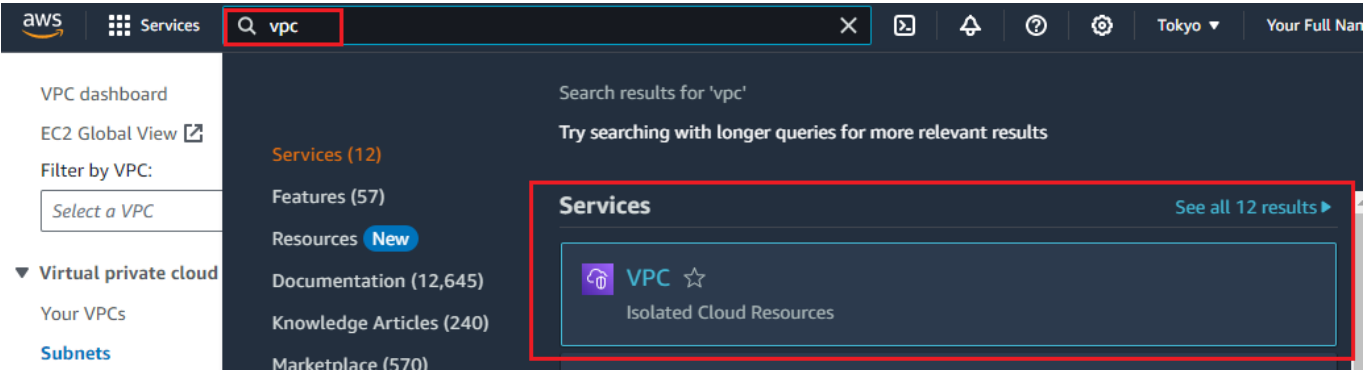 aws
Services
vpc
Tokyo ▼
Your Full Nan
VPC dashboard
EC2 Global View
Filter by VPC:
Select a VPC
▼ Virtual private cloud
Your VPCs
Subnets
Services (12)
Features (57)
Resources New
Documentation (12,645)
Knowledge Articles (240)
Marketplace (570)
Search results for 'vpc'
Try searching with longer queries for more relevant results
Services
See all 12 results ▶
VPC
Isolated Cloud Resources